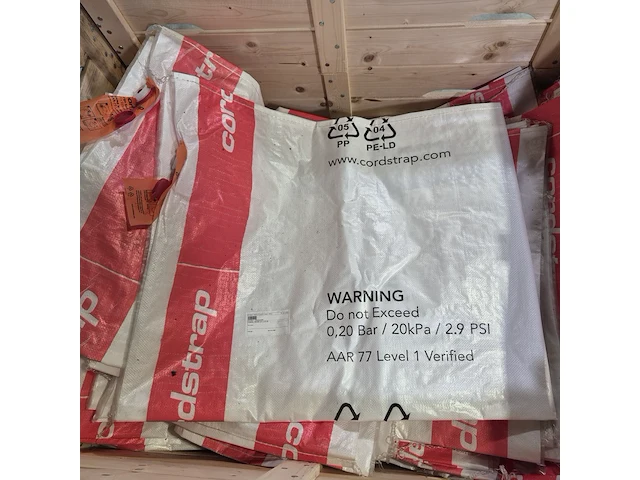 cordstrap
05
PP
04
PE-LD
www.cordstrap.com
WARNING
Do not Exceed
0,20 Bar / 20kPa / 2.9 PSI
AAR 77 Level 1 Verified
dstrap